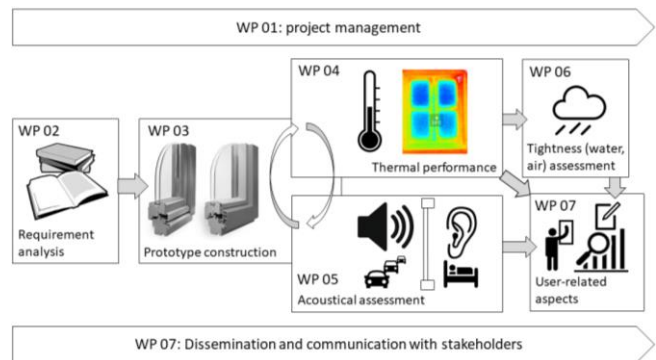 WP 01: project management
WP 02
Requirement
analysis
WP 03
Prototype construction
WP 04
Thermal performance
WP 05
Acoustical assessment
WP 06
Tightness (water,
air) assessment
WP 07
User-related
aspects
WP 07: Dissemination and communication with stakeholders